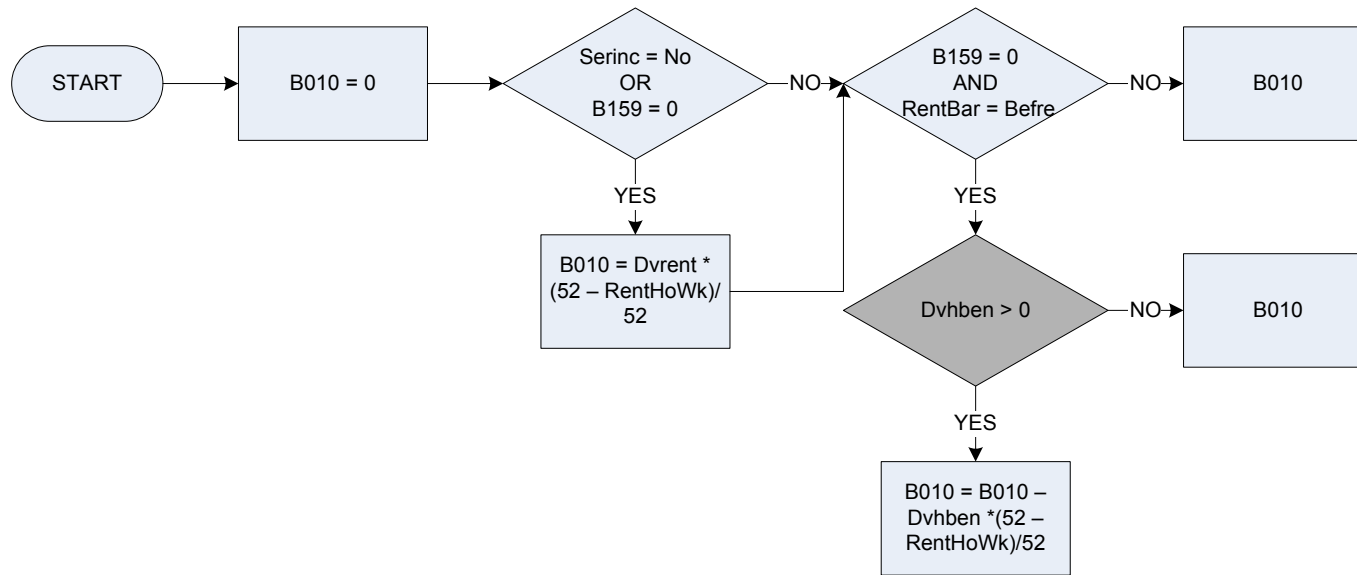 START
B010 = 0
Serinc = No
OR
B159 = 0
NO
B159 = 0
AND
RentBar = Befre
NO
B010
YES
YES
B010 = Dvrent *
(52 – RentHoWk)/
52
Dvhben > 0
NO
B010
YES
B010 = B010 –
Dvhben *(52 –
RentHoWk)/52